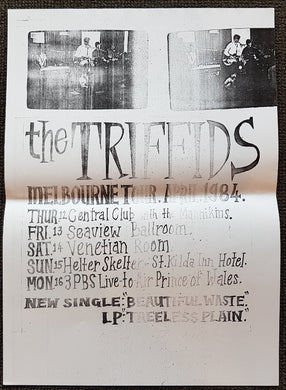 the TRIFFIDS
MELBOURNE TOUR. APRIL 1984.
THUR.12 Central Club with the Mannikins.
FRI.13 Seaview Ballroom.
SAT.14 Venetian Room
SUN.15 Helter Skelter - St. Kilda Inn Hotel.
MON.16 3PBS Live-to Air Prince of Wales.
NEW SINGLE: "BEAUTIFUL WASTE".
LP: "TREELESS PLAIN."